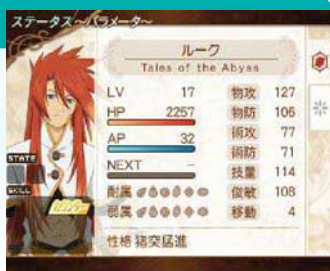 ステータス～パラメータ～
ルーク
Tales of the Abyss
LV 17 物攻 127
HP 2257 物防 106
AP 32 術攻 77
術防 71
NEXT – 技量 114
耐属 俊敏 108
弱属 移動 4
STATE
SKILL
性格 猪突猛進